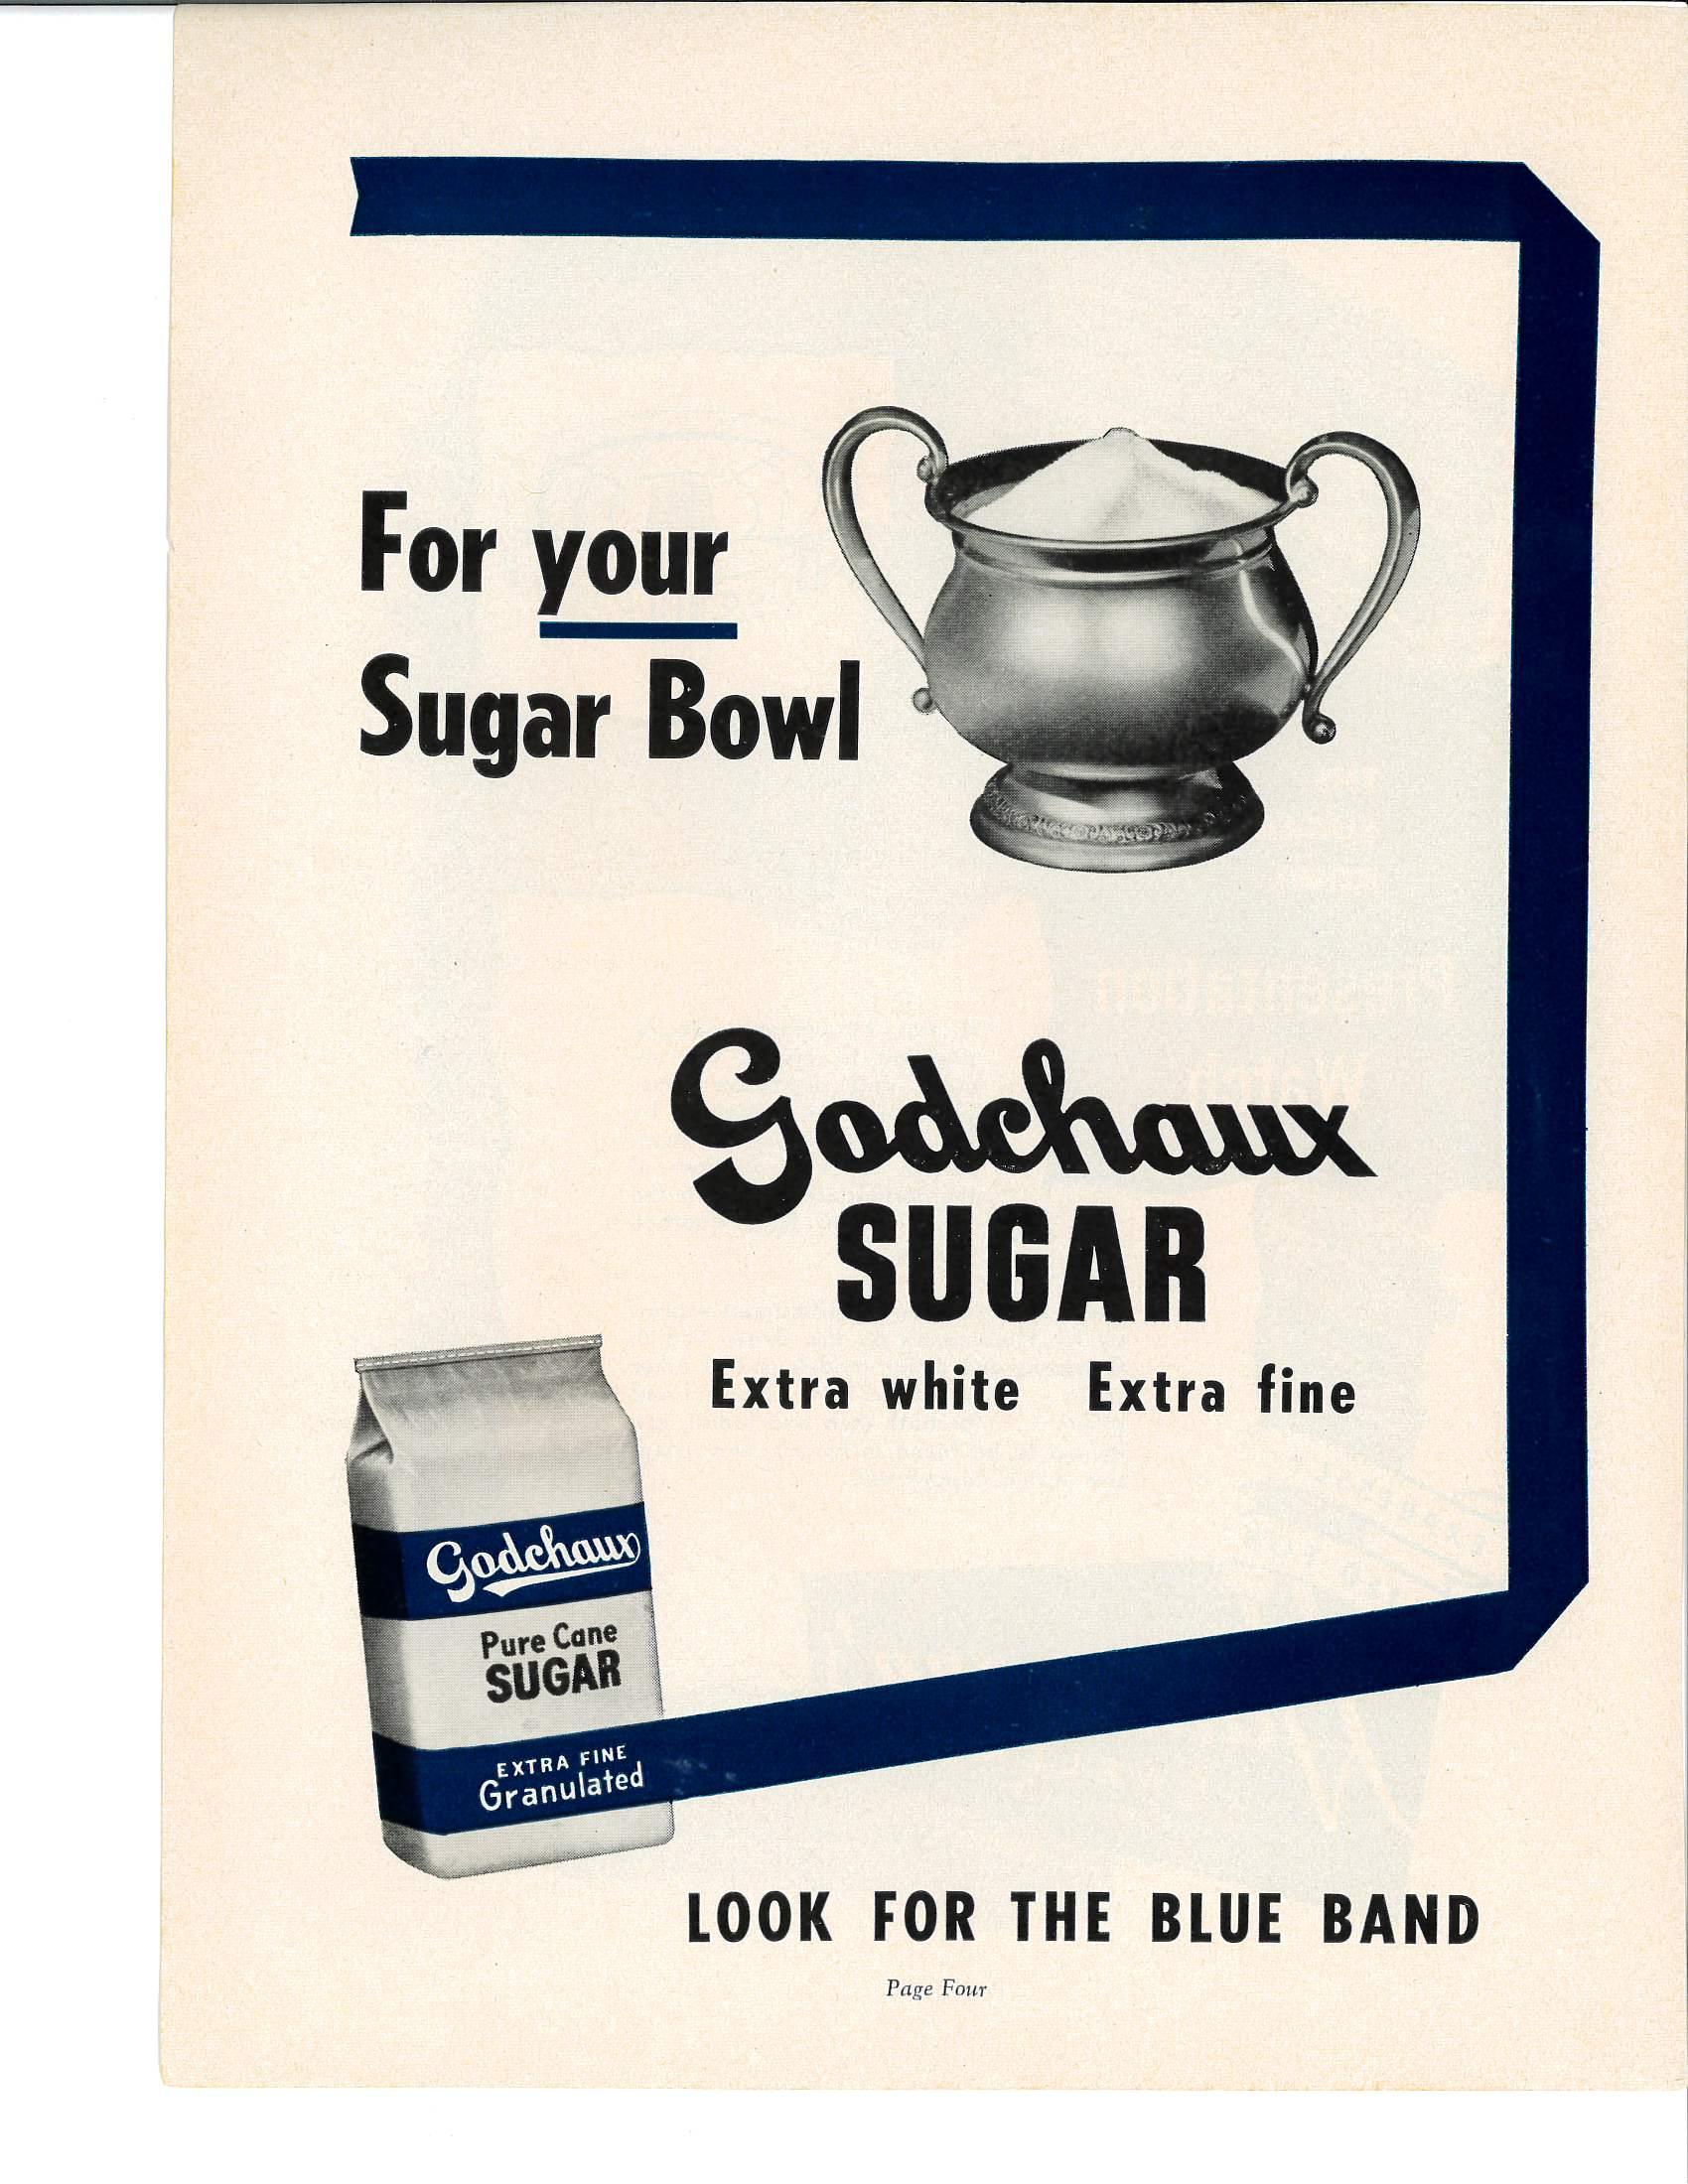 For your
Sugar Bowl
Godchaux
SUGAR
Extra white Extra fine
Godchaux
Pure Cane
SUGAR
EXTRA FINE
Granulated
LOOK FOR THE BLUE BAND
Page Four